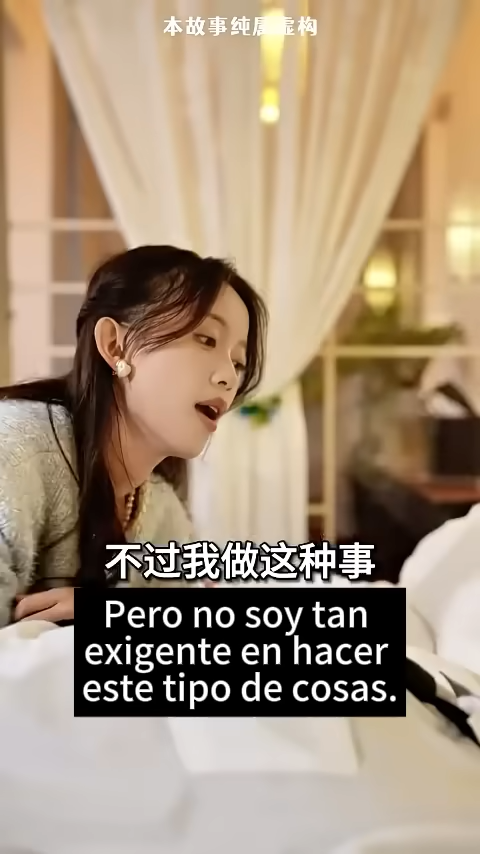 本故事纯属虚构
不过我做这种事
Pero no soy tan
exigente en hacer
este tipo de cosas.